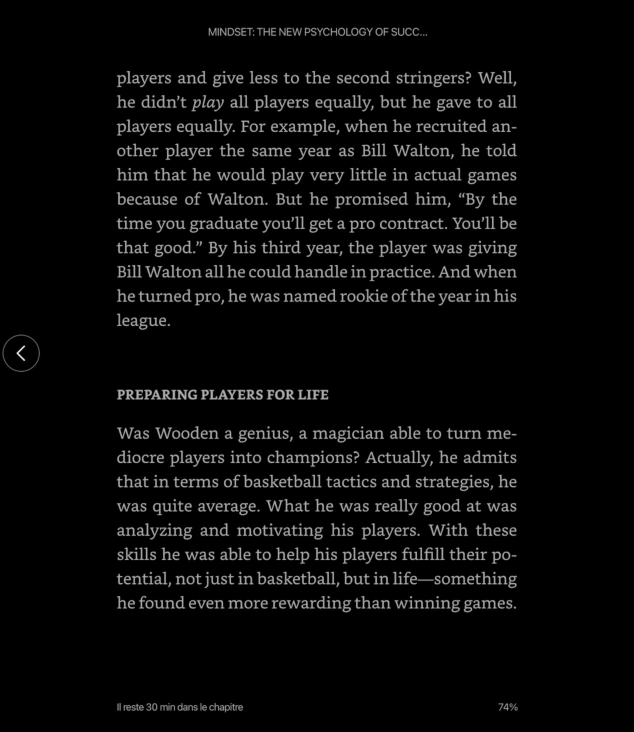 MINDSET: THE NEW PSYCHOLOGY OF SUCC...
players and give less to the second stringers? Well,
he didn’t play all players equally, but he gave to all
players equally. For example, when he recruited an-
other player the same year as Bill Walton, he told
him that he would play very little in actual games
because of Walton. But he promised him, “By the
time you graduate you’ll get a pro contract. You’ll be
that good.” By his third year, the player was giving
Bill Walton all he could handle in practice. And when
he turned pro, he was named rookie of the year in his
league.
PREPARING PLAYERS FOR LIFE
Was Wooden a genius, a magician able to turn me-
diocre players into champions? Actually, he admits
that in terms of basketball tactics and strategies, he
was quite average. What he was really good at was
analyzing and motivating his players. With these
skills he was able to help his players fulfill their po-
tential, not just in basketball, but in life—something
he found even more rewarding than winning games.
Il reste 30 min dans le chapitre
74%